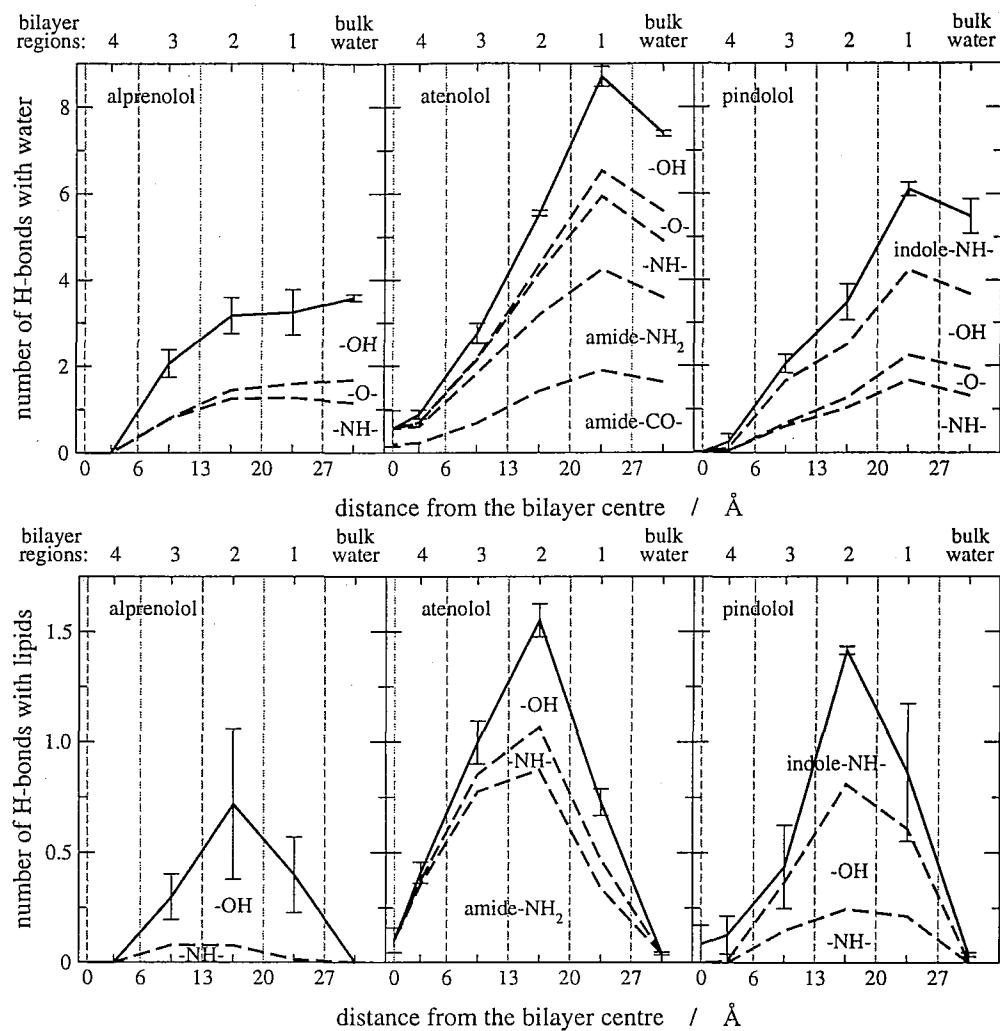 bilayer bulk bulk bulk
regions: 4 3 2 1 water 4 3 2 1 water 4 3 2 1 water
alprenolol atenolol pindolol
8
6
4
2
0
number of H-bonds with water
-OH
-O-
-NH-
-OH
-O-
-NH-
amide-NH₂
amide-CO-
indole-NH-
-OH
-O-
-NH-
0 6 13 20 27 0 6 13 20 27 0 6 13 20 27
distance from the bilayer centre / Å
bilayer bulk bulk bulk
regions: 4 3 2 1 water 4 3 2 1 water 4 3 2 1 water
alprenolol atenolol pindolol
1.5
1.0
0.5
0
number of H-bonds with lipids
-OH
-NH-
-OH
-NH-
amide-NH₂
indole-NH-
-OH
-NH-
0 6 13 20 27 0 6 13 20 27 0 6 13 20 27
distance from the bilayer centre / Å